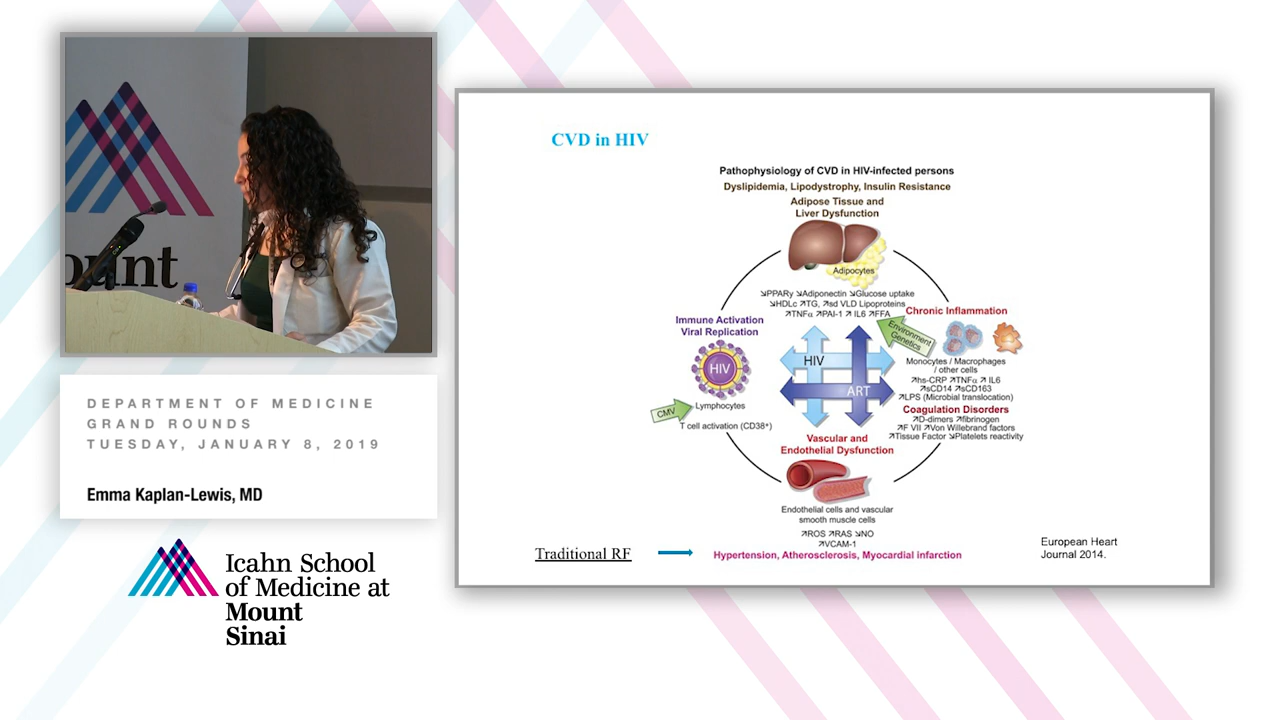 ount
DEPARTMENT OF MEDICINE
GRAND ROUNDS
TUESDAY, JANUARY 8, 2019
Emma Kaplan-Lewis, MD
Icahn School
of Medicine at
Mount
Sinai
CVD in HIV
Pathophysiology of CVD in HIV-infected persons
Dyslipidemia, Lipodystrophy, Insulin Resistance
Adipose Tissue and
Liver Dysfunction
Adipocytes
↘PPARγ ↘Adiponectin ↘Glucose uptake
↘HDLc ↗TG, ↗sd VLD Lipoproteins
↗TNFα ↗PAI-1 ↗ IL6 ↗FFA
Immune Activation
Viral Replication
HIV
Lymphocytes
CMV
T cell activation (CD38⁺)
HIV
ART
Environment
Genetics
Chronic Inflammation
Monocytes / Macrophages
/ other cells
↗hs-CRP ↗TNFα ↗ IL6
↗sCD14 ↗sCD163
↗LPS (Microbial translocation)
Coagulation Disorders
↗D-dimers ↗fibrinogen
↗F VII ↗Von Willebrand factors
↗Tissue Factor ↘Platelets reactivity
Vascular and
Endothelial Dysfunction
Endothelial cells and vascular
smooth muscle cells
↗ROS ↗RAS ↘NO
↗VCAM-1
Traditional RF
Hypertension, Atherosclerosis, Myocardial infarction
European Heart
Journal 2014.